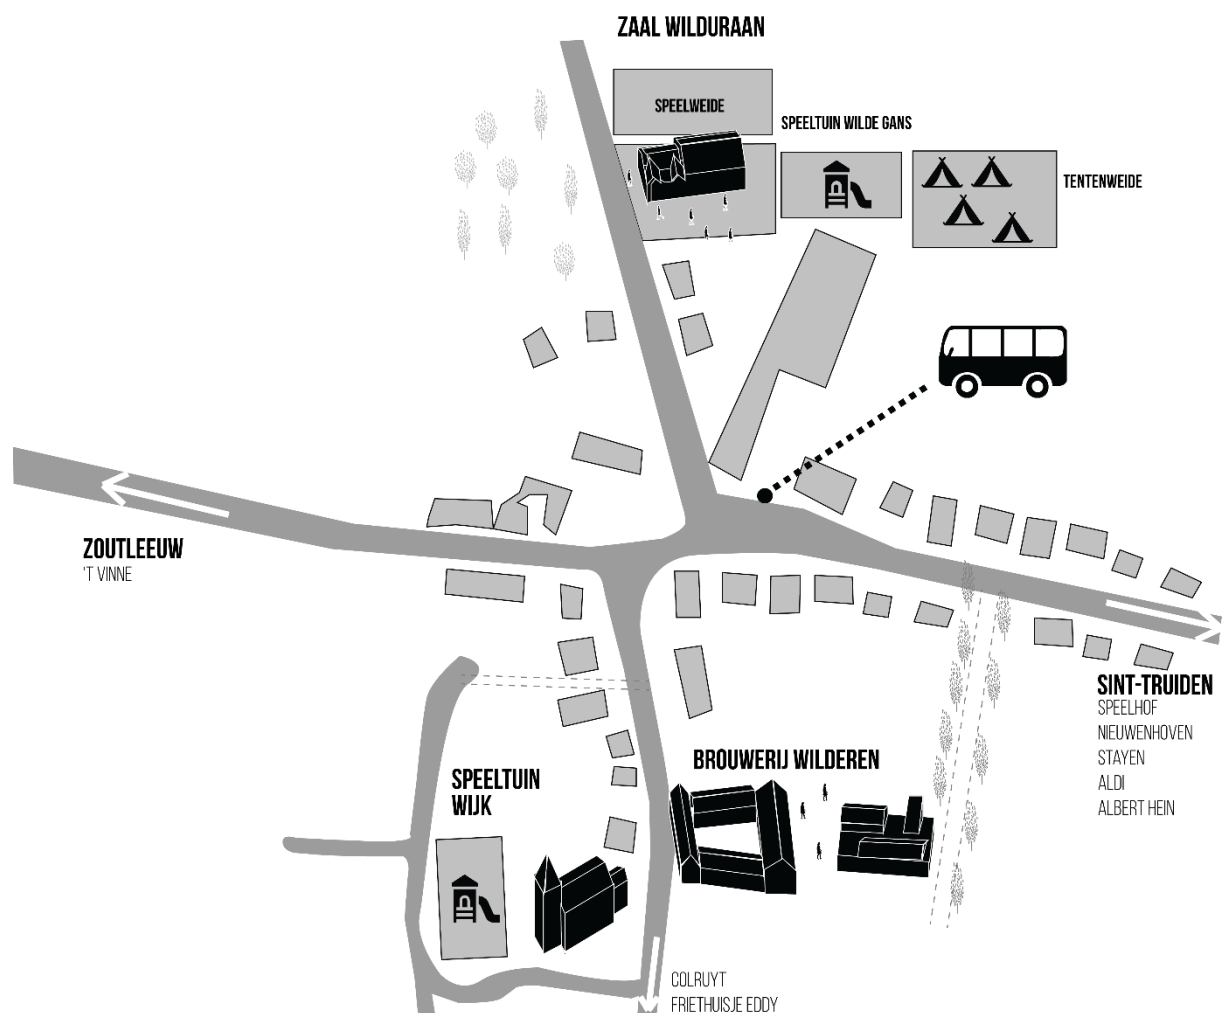 ZAAL WILDURAAN
SPEELWEIDE
SPEELTUIN WILDE GANS
TENTENWEIDE
ZOUTLEEUW
'T VINNE
SINT-TRUIDEN
SPEELHOF
NIEUWENHOVEN
STAYEN
ALDI
ALBERT HEIN
BROUWERIJ WILDEREN
SPEELTUIN
WIJK
COLRUYT
FRIETHUISJE EDDY